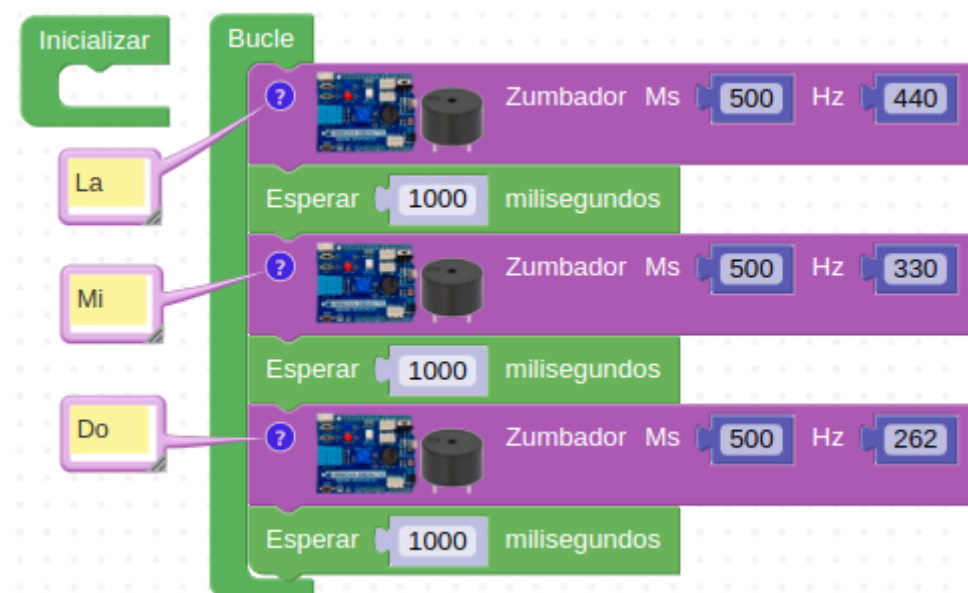 Inicializar
Bucle
? Zumbador Ms 500 Hz 440
La
Esperar 1000 milisegundos
? Zumbador Ms 500 Hz 330
Mi
Esperar 1000 milisegundos
? Zumbador Ms 500 Hz 262
Do
Esperar 1000 milisegundos